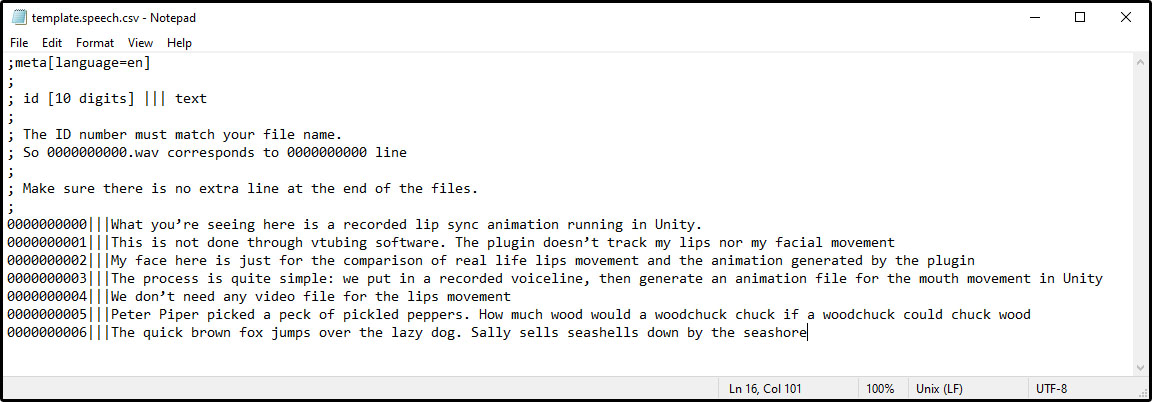 template.speech.csv - Notepad
File Edit Format View Help
;meta[language=en]
;
; id [10 digits] ||| text
;
; The ID number must match your file name.
; So 0000000000.wav corresponds to 0000000000 line
;
; Make sure there is no extra line at the end of the files.
;
0000000000|||What you’re seeing here is a recorded lip sync animation running in Unity.
0000000001|||This is not done through vtubing software. The plugin doesn’t track my lips nor my facial movement
0000000002|||My face here is just for the comparison of real life lips movement and the animation generated by the plugin
0000000003|||The process is quite simple: we put in a recorded voiceline, then generate an animation file for the mouth movement in Unity
0000000004|||We don’t need any video file for the lips movement
0000000005|||Peter Piper picked a peck of pickled peppers. How much wood would a woodchuck chuck if a woodchuck could chuck wood
0000000006|||The quick brown fox jumps over the lazy dog. Sally sells seashells down by the seashore
Ln 16, Col 101 100% Unix (LF) UTF-8